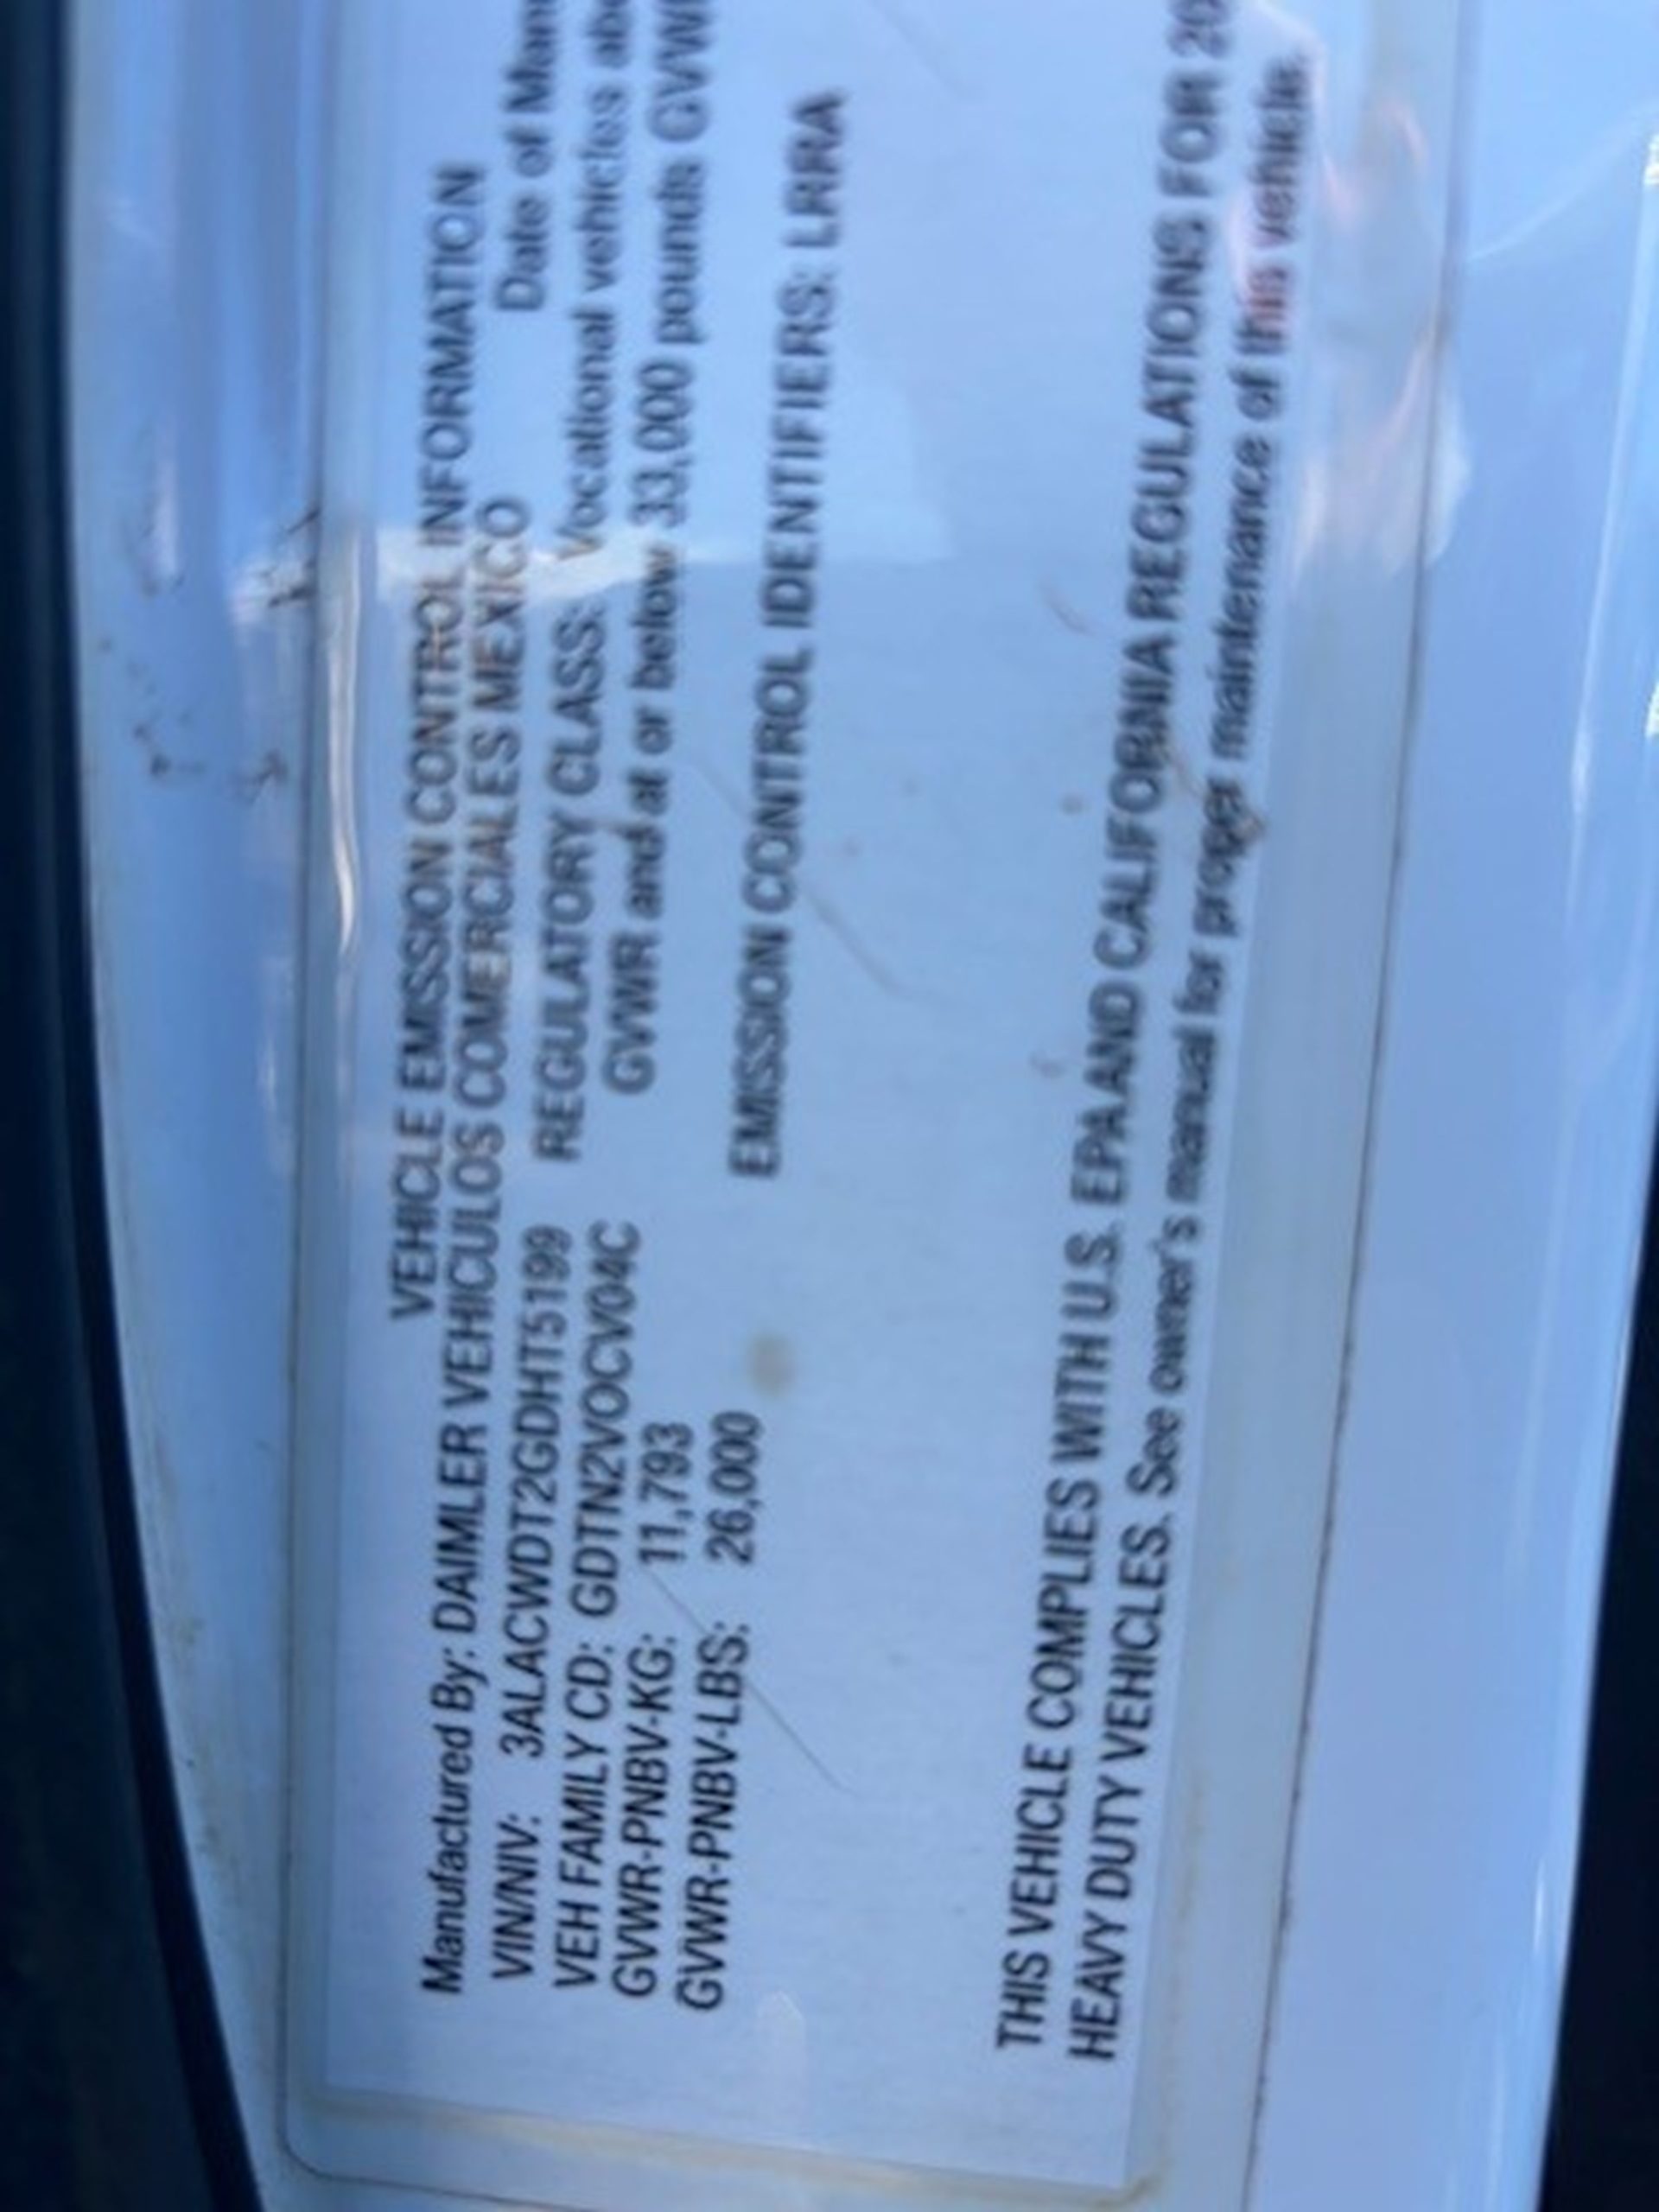 VEHICLE EMISSION CONTROL INFORMATION
Manufactured By: DAIMLER VEHICULOS COMERCIALES MEXICO Date of Man
VIN/NIV: 3ALACWDT2GDHT5199 REGULATORY CLASS: Vocational vehicles abo
VEH FAMILY CD: GDTN2VOCV04C GVWR and at or below 33,000 pounds GVW
GVWR-PNBV-KG: 11,793
GVWR-PNBV-LBS: 26,000 EMISSION CONTROL IDENTIFIERS: LRRA
THIS VEHICLE COMPLIES WITH U.S. EPA AND CALIFORNIA REGULATIONS FOR 20
HEAVY DUTY VEHICLES. See owner's manual for proper maintenance of this vehicle.